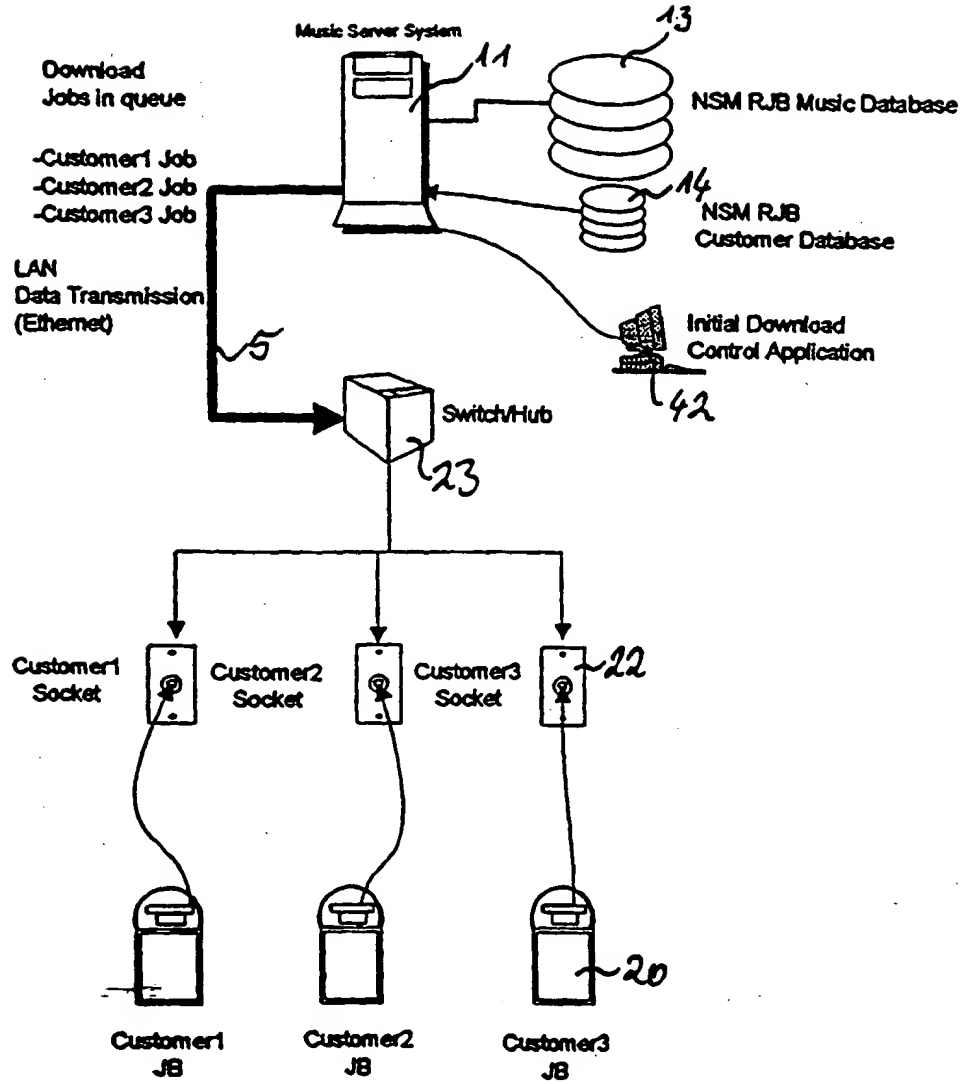 Music Server System
11
13
Download
Jobs in queue
NSM RJB Music Database
-Customer1 Job
-Customer2 Job
-Customer3 Job
14
NSM RJB
Customer Database
LAN
Data Transmission
(Ethernet)
5
Initial Download
Control Application
42
Switch/Hub
23
Customer1
Socket
Customer2
Socket
Customer3
Socket
22
20
Customer1
JB
Customer2
JB
Customer3
JB